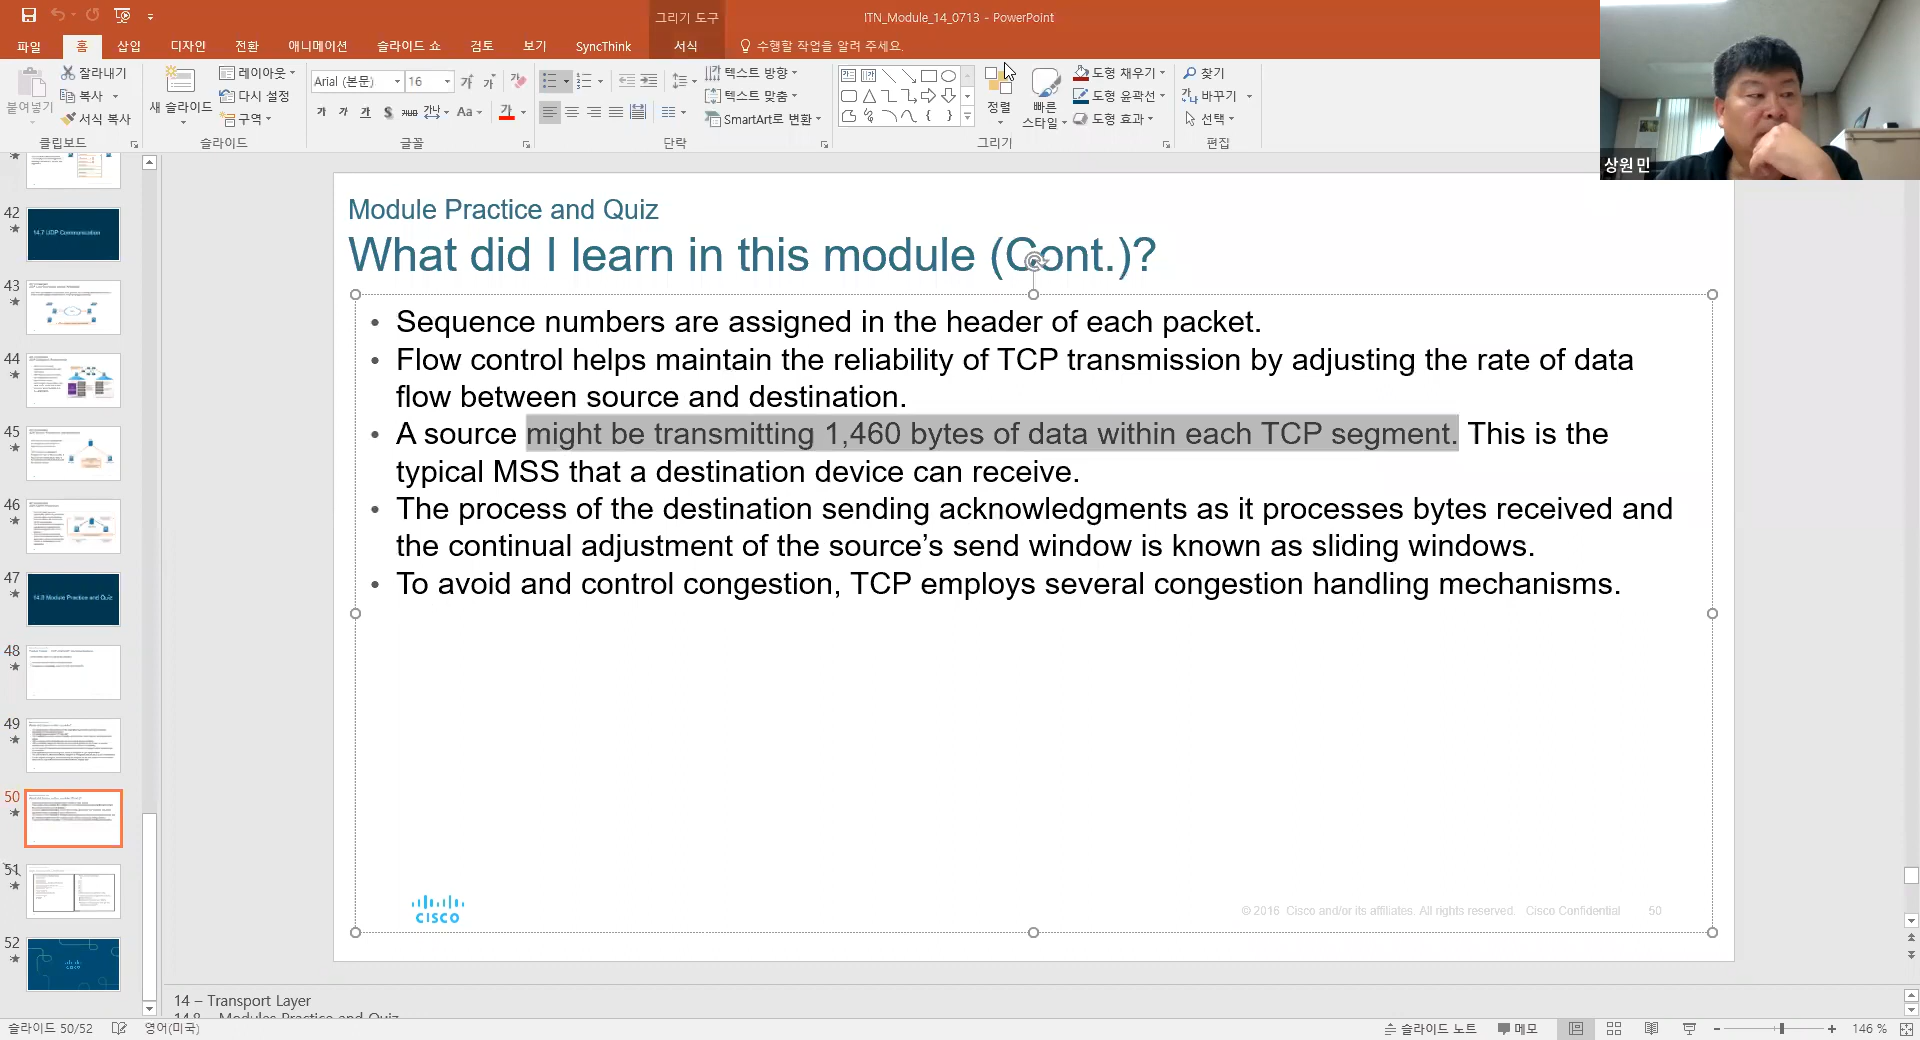 그리기 도구
ITN_Module_14_0713 - PowerPoint
파일 홈 삽입 디자인 전환 애니메이션 슬라이드 쇼 검토 보기 SyncThink 서식 수행할 작업을 알려 주세요.
붙여넣기
잘라내기
복사
서식 복사
클립보드
새 슬라이드
레이아웃
다시 설정
구역
슬라이드
Arial (본문) 16
가 가 가 S 가나다 간 Aa 가
글꼴
텍스트 방향
텍스트 맞춤
SmartArt로 변환
단락
정렬
빠른 스타일
도형 채우기
도형 윤곽선
도형 효과
그리기
찾기
바꾸기
선택
편집
상원 민
42
14.7 UDP Communication
43
44
45
46
47
14.8 Module Practice and Quiz
48
49
50
51
52
Module Practice and Quiz
What did I learn in this module (Cont.)?
• Sequence numbers are assigned in the header of each packet.
• Flow control helps maintain the reliability of TCP transmission by adjusting the rate of data
flow between source and destination.
• A source might be transmitting 1,460 bytes of data within each TCP segment. This is the
typical MSS that a destination device can receive.
• The process of the destination sending acknowledgments as it processes bytes received and
the continual adjustment of the source’s send window is known as sliding windows.
• To avoid and control congestion, TCP employs several congestion handling mechanisms.
CISCO
© 2016 Cisco and/or its affiliates. All rights reserved. Cisco Confidential 50
14 – Transport Layer
14.8 – Modules Practice and Quiz
슬라이드 50/52 영어(미국) 슬라이드 노트 메모 146 %